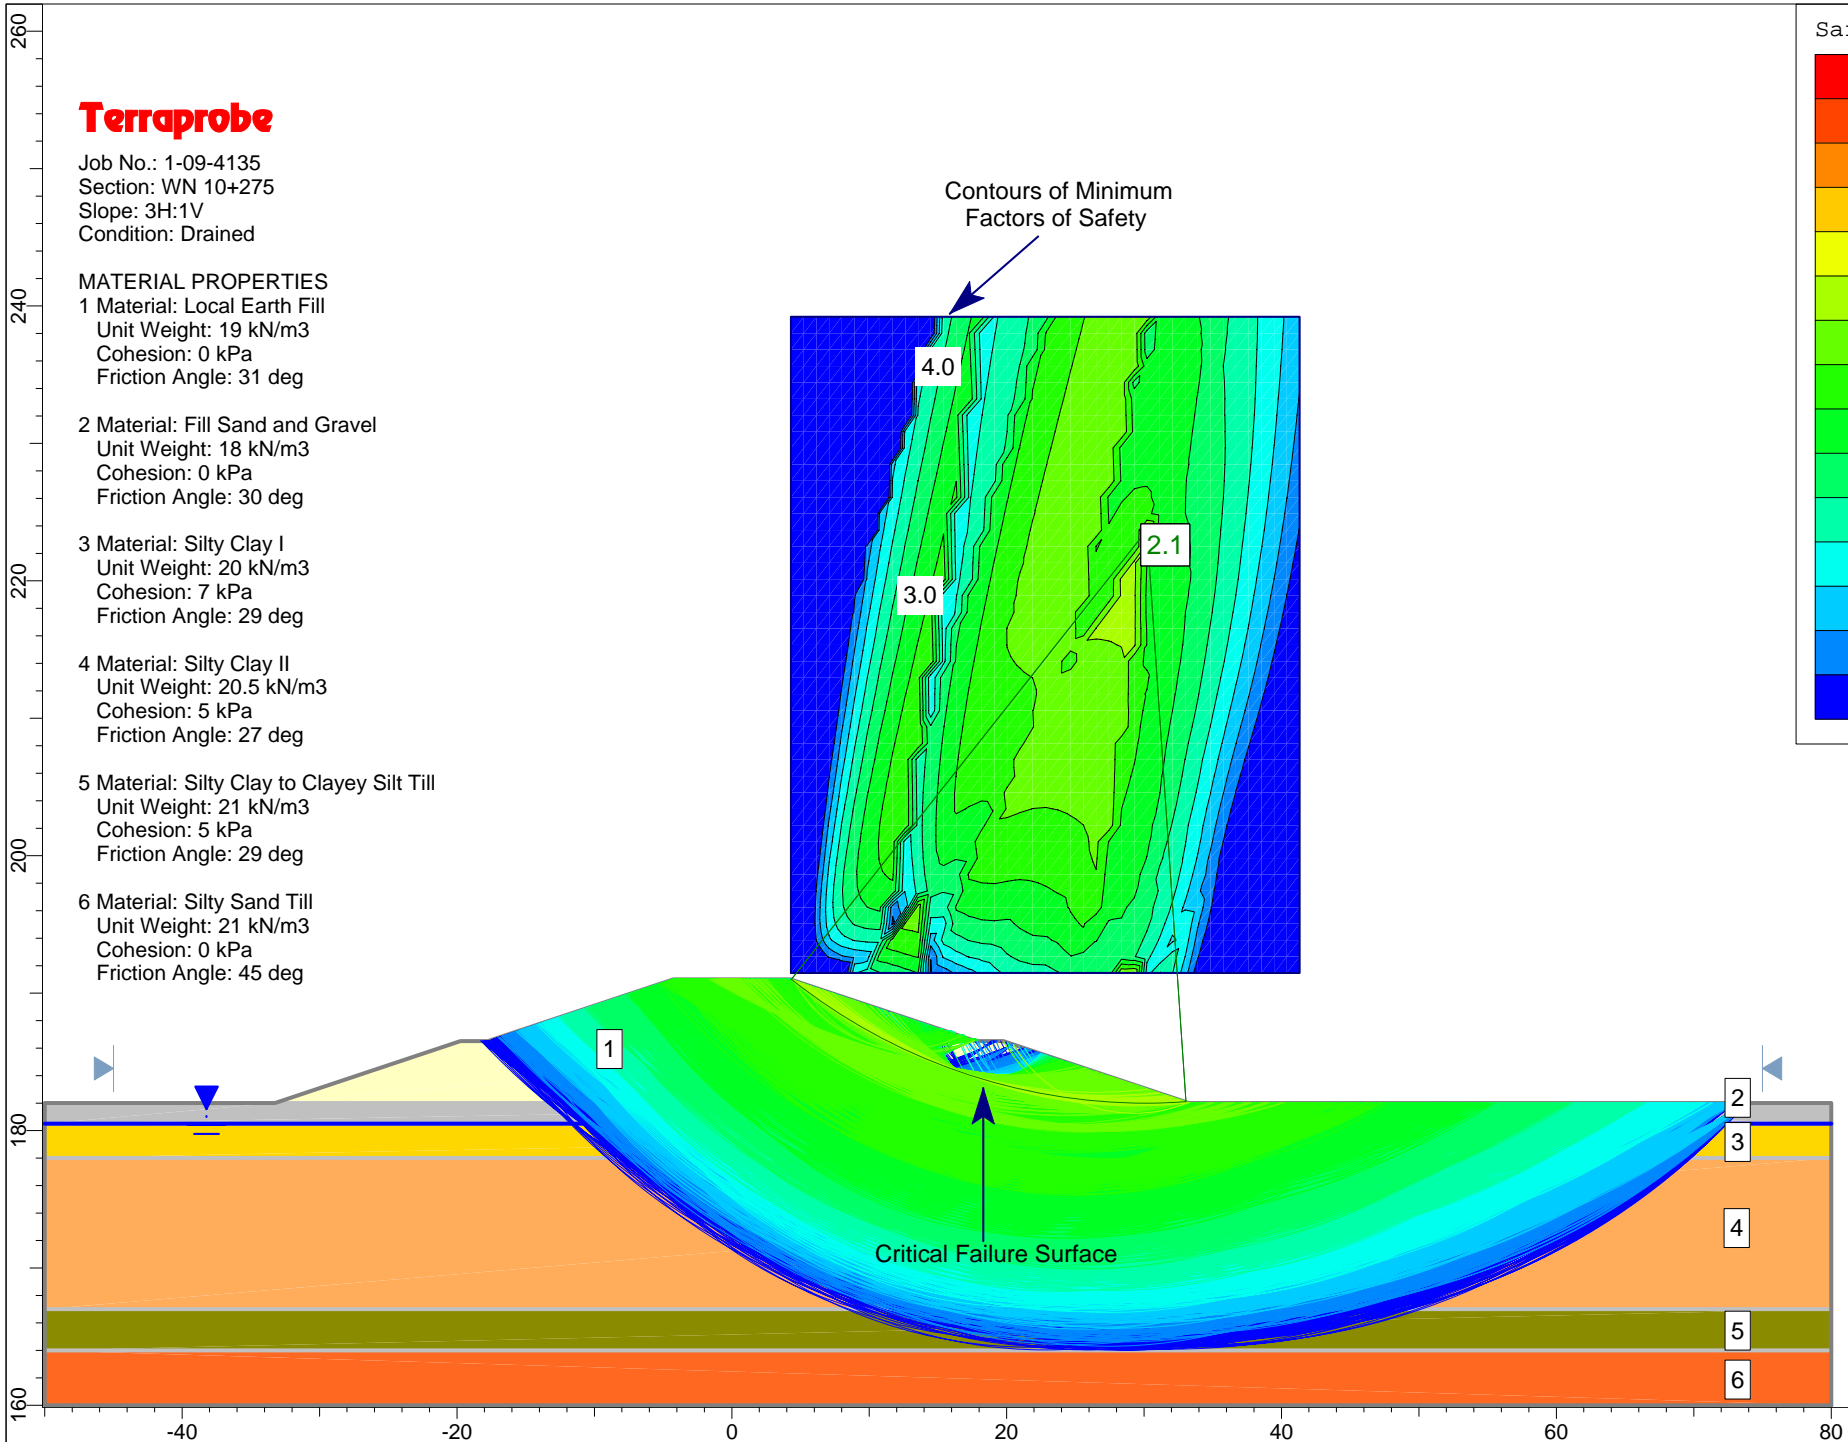 Terraprobe
Job No.: 1-09-4135
Section: WN 10+275
Slope: 3H:1V
Condition: Drained
MATERIAL PROPERTIES
1 Material: Local Earth Fill
Unit Weight: 19 kN/m3
Cohesion: 0 kPa
Friction Angle: 31 deg
2 Material: Fill Sand and Gravel
Unit Weight: 18 kN/m3
Cohesion: 0 kPa
Friction Angle: 30 deg
3 Material: Silty Clay I
Unit Weight: 20 kN/m3
Cohesion: 7 kPa
Friction Angle: 29 deg
4 Material: Silty Clay II
Unit Weight: 20.5 kN/m3
Cohesion: 5 kPa
Friction Angle: 27 deg
5 Material: Silty Clay to Clayey Silt Till
Unit Weight: 21 kN/m3
Cohesion: 5 kPa
Friction Angle: 29 deg
6 Material: Silty Sand Till
Unit Weight: 21 kN/m3
Cohesion: 0 kPa
Friction Angle: 45 deg
Contours of Minimum
Factors of Safety
4.0
3.0
2.1
Critical Failure Surface
1
2
3
4
5
6
260
240
220
200
180
160
-40
-20
0
20
40
60
80